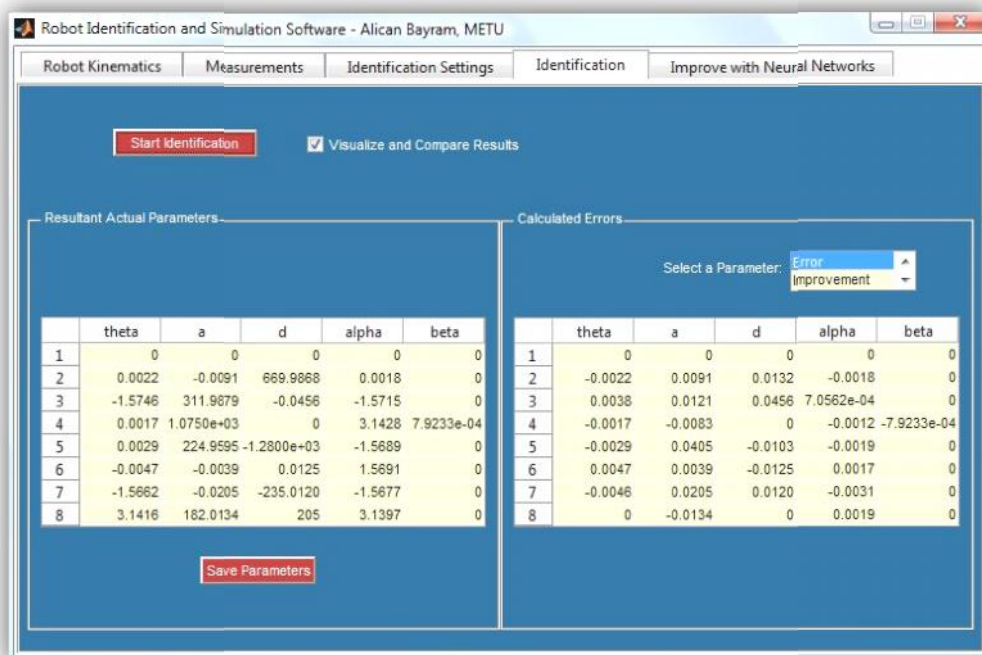 Robot Identification and Simulation Software - Alican Bayram, METU
Robot Kinematics Measurements Identification Settings Identification Improve with Neural Networks
Start Identification Visualize and Compare Results
Resultant Actual Parameters
theta a d alpha beta
1 0 0 0 0 0
2 0.0022 -0.0091 669.9868 0.0018 0
3 -1.5746 311.9879 -0.0456 -1.5715 0
4 0.0017 1.0750e+03 0 3.1428 7.9233e-04
5 0.0029 224.9595 -1.2800e+03 -1.5689 0
6 -0.0047 -0.0039 0.0125 1.5691 0
7 -1.5662 -0.0205 -235.0120 -1.5677 0
8 3.1416 182.0134 205 3.1397 0
Save Parameters
Calculated Errors
Select a Parameter: Error
Improvement
theta a d alpha beta
1 0 0 0 0 0
2 -0.0022 0.0091 0.0132 -0.0018 0
3 0.0038 0.0121 0.0456 7.0562e-04 0
4 -0.0017 -0.0083 0 -0.0012 -7.9233e-04
5 -0.0029 0.0405 -0.0103 -0.0019 0
6 0.0047 0.0039 -0.0125 0.0017 0
7 -0.0046 0.0205 0.0120 -0.0031 0
8 0 -0.0134 0 0.0019 0